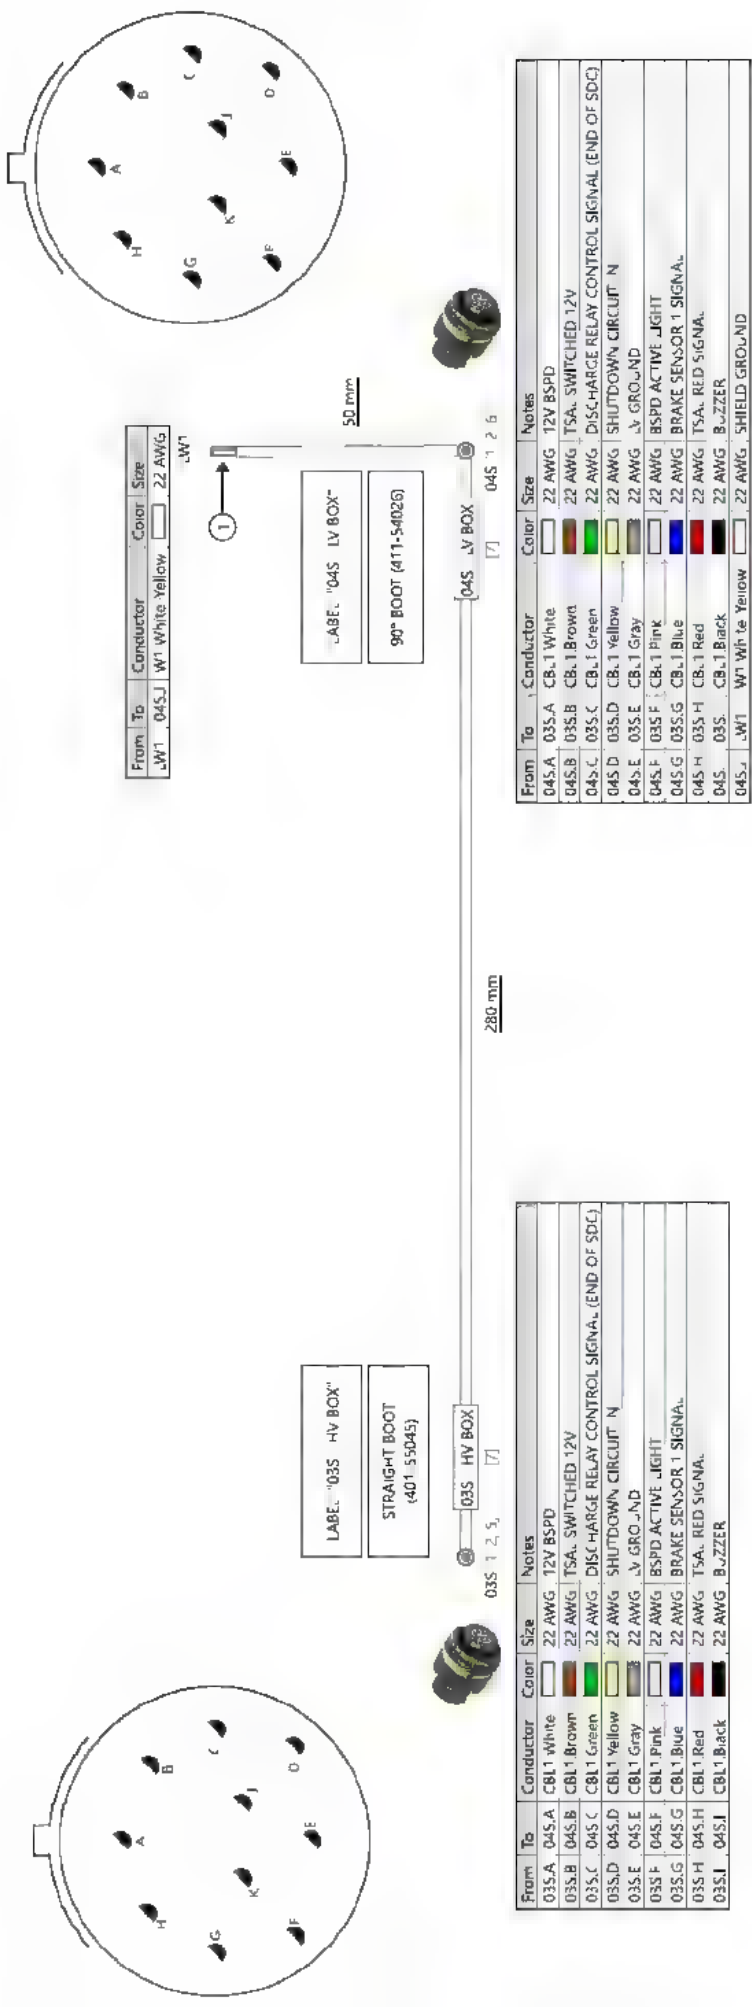 H A B C D E F G K J
From To Conductor Color Size
LW1 04S.J W1 White Yellow 22 AWG
LW1
1
50 mm
LABEL "04S LV BOX"
90° BOOT (411-54026)
04S LV BOX
[7]
04S 1 2 6
280 mm
LABEL "03S HV BOX"
STRAIGHT BOOT
(401-55045)
03S HV BOX
[7]
03S 1 2 5
H A B C D E F G K J
From To Conductor Color Size Notes
03S.A 04S.A CBL1 White 22 AWG 12V BSPD
03S.B 04S.B CBL1.Brown 22 AWG TSAL SWITCHED 12V
03S.C 04S.C CBL1 Green 22 AWG DISCHARGE RELAY CONTROL SIGNAL (END OF SDC)
03S.D 04S.D CBL1 Yellow 22 AWG SHUTDOWN CIRCUIT IN
03S.E 04S.E CBL1 Gray 22 AWG LV GROUND
03S F 04S.F CBL1 Pink 22 AWG BSPD ACTIVE LIGHT
03S.G 04S.G CBL1.Blue 22 AWG BRAKE SENSOR 1 SIGNAL
03S H 04S.H CBL1.Red 22 AWG TSAL RED SIGNAL
03S.I 04S.I CBL1.Black 22 AWG BUZZER
From To Conductor Color Size Notes
04S.A 03S.A CBL1 White 22 AWG 12V BSPD
04S.B 03S.B CBL1 Brown 22 AWG TSAL SWITCHED 12V
04S.C 03S.C CBL1 Green 22 AWG DISCHARGE RELAY CONTROL SIGNAL (END OF SDC)
04S D 03S.D CBL1 Yellow 22 AWG SHUTDOWN CIRCUIT IN
04S.E 03S.E CBL1 Gray 22 AWG LV GROUND
04S.F 03S F CBL1 Pink 22 AWG BSPD ACTIVE LIGHT
04S.G 03S.G CBL1.Blue 22 AWG BRAKE SENSOR 1 SIGNAL
04S H 03S H CBL1 Red 22 AWG TSAL RED SIGNAL
04S. 03S. CBL1.Black 22 AWG BUZZER
04S.J LW1 W1 White Yellow 22 AWG SHIELD GROUND